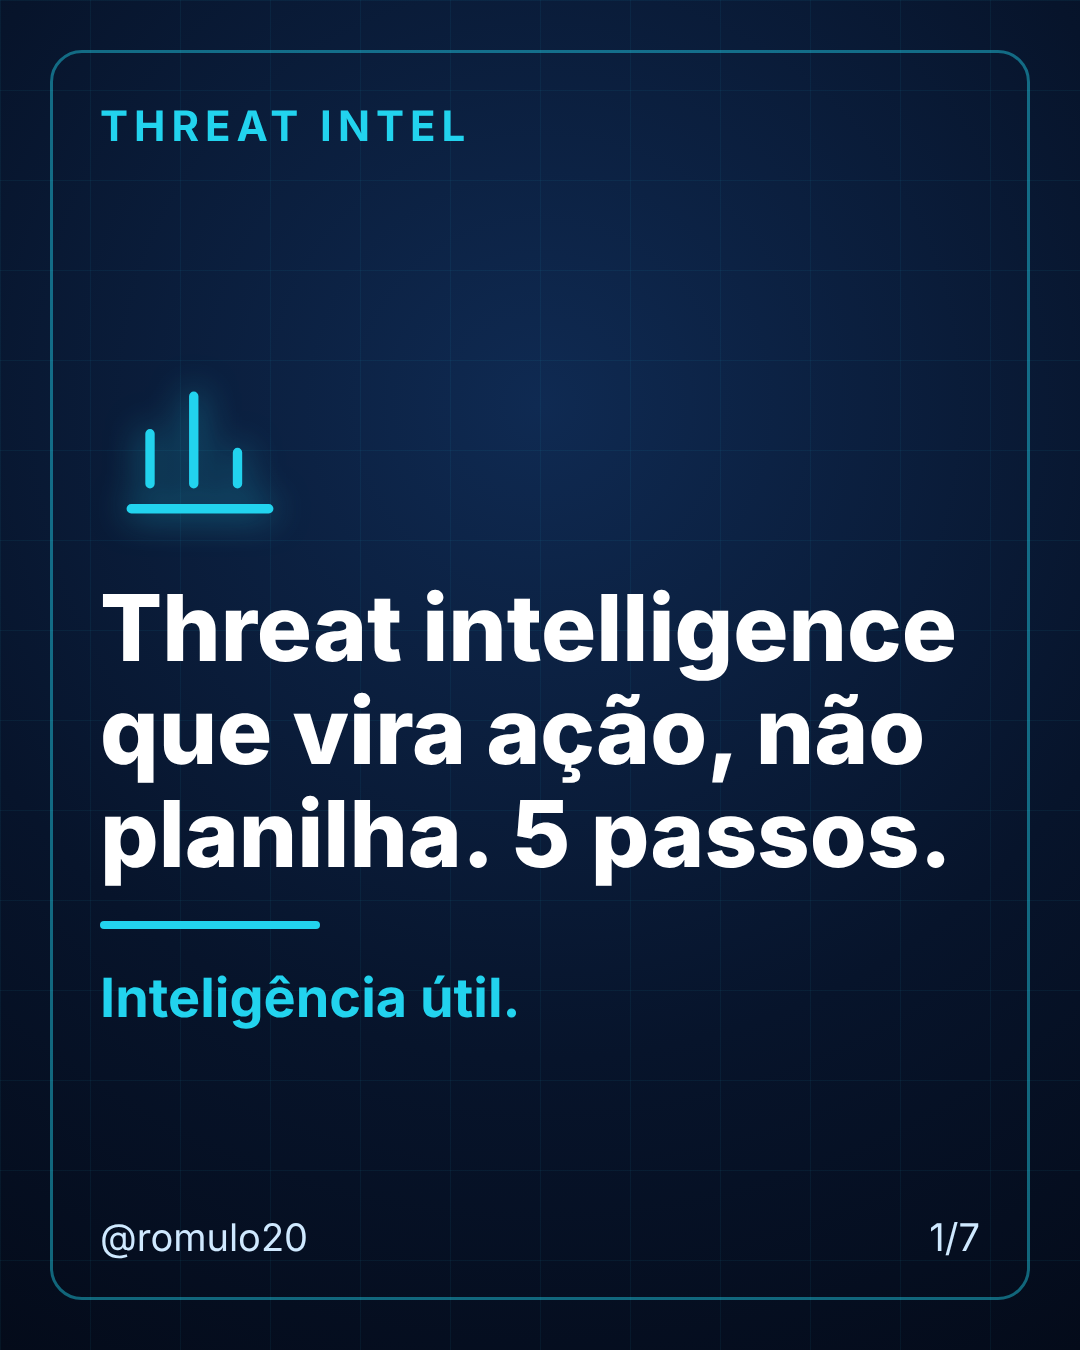 THREAT INTEL
Threat intelligence
que vira ação, não
planilha. 5 passos.
Inteligência útil.
@romulo20
1/7